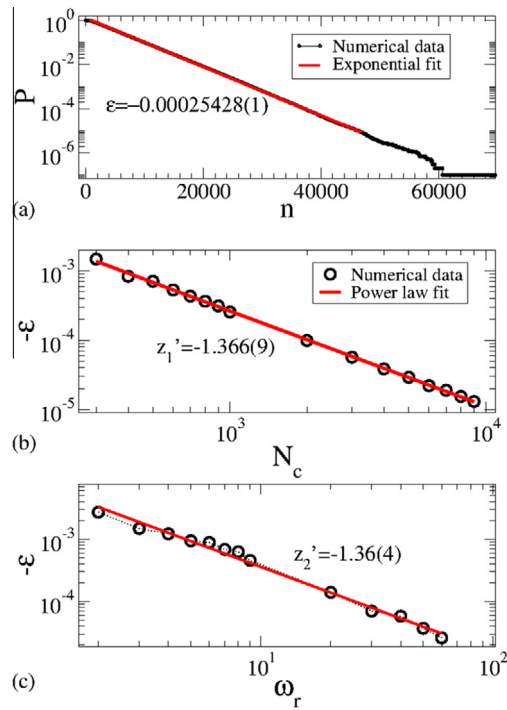 10^0
10^-2
10^-4
10^-6
P
Numerical data
Exponential fit
ε=−0.00025428(1)
0 20000 40000 60000
n
(a)
10^-3
10^-4
10^-5
-ε
Numerical data
Power law fit
z_1'=-1.366(9)
10^3 10^4
N_c
(b)
10^-3
10^-4
-ε
z_2'=-1.36(4)
10^1 10^2
ω_r
(c)